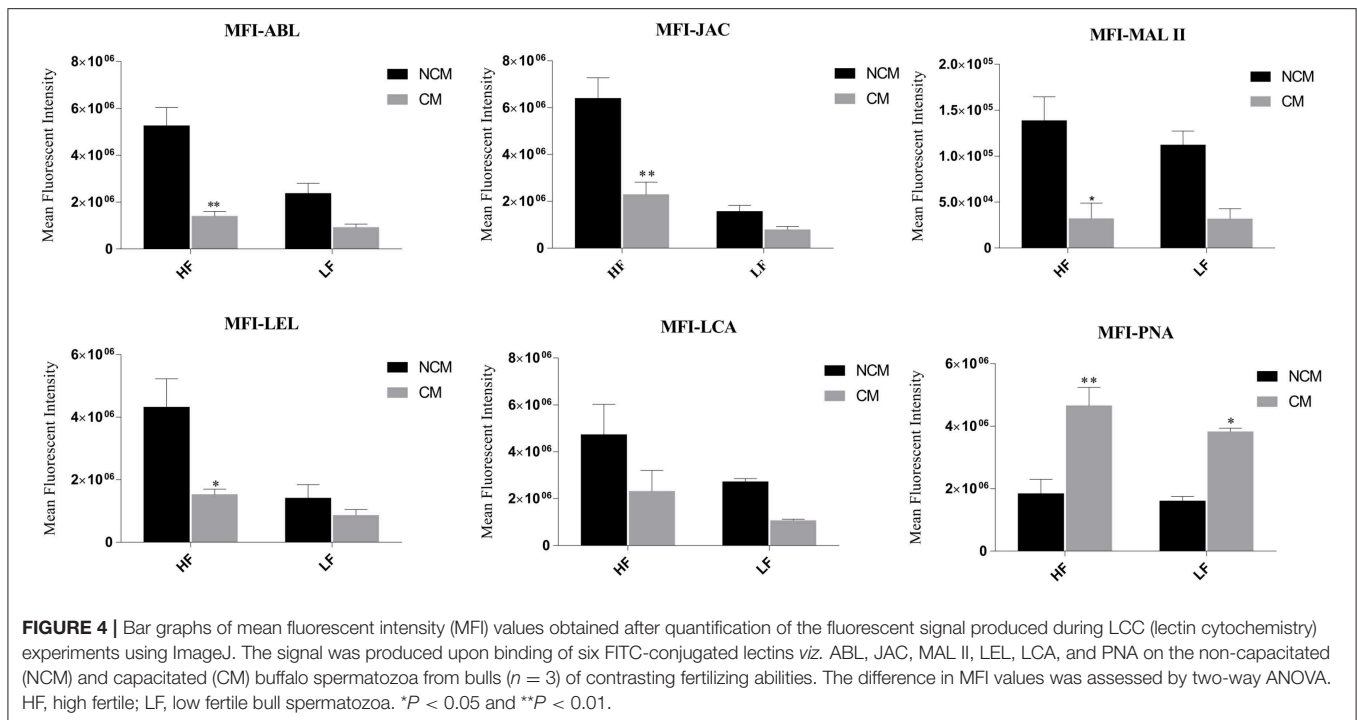 MFI-ABL
Mean Fluorescent Intensity
8×10⁰⁶
6×10⁰⁶
4×10⁰⁶
2×10⁰⁶
0
**
HF
LF
NCM
CM
MFI-JAC
Mean Fluorescent Intensity
8×10⁰⁶
6×10⁰⁶
4×10⁰⁶
2×10⁰⁶
0
**
HF
LF
NCM
CM
MFI-MAL II
Mean Fluorescent Intensity
2.0×10⁰⁵
1.5×10⁰⁵
1.0×10⁰⁵
5.0×10⁰⁴
0
*
HF
LF
NCM
CM
MFI-LEL
Mean Fluorescent Intensity
6×10⁰⁶
4×10⁰⁶
2×10⁰⁶
0
*
HF
LF
NCM
CM
MFI-LCA
Mean Fluorescent Intensity
8×10⁰⁶
6×10⁰⁶
4×10⁰⁶
2×10⁰⁶
0
HF
LF
NCM
CM
MFI-PNA
Mean Fluorescent Intensity
6×10⁰⁶
4×10⁰⁶
2×10⁰⁶
0
**
*
HF
LF
NCM
CM
FIGURE 4 | Bar graphs of mean fluorescent intensity (MFI) values obtained after quantification of the fluorescent signal produced during LCC (lectin cytochemistry)
experiments using ImageJ. The signal was produced upon binding of six FITC-conjugated lectins viz. ABL, JAC, MAL II, LEL, LCA, and PNA on the non-capacitated
(NCM) and capacitated (CM) buffalo spermatozoa from bulls (n = 3) of contrasting fertilizing abilities. The difference in MFI values was assessed by two-way ANOVA.
HF, high fertile; LF, low fertile bull spermatozoa. *P < 0.05 and **P < 0.01.